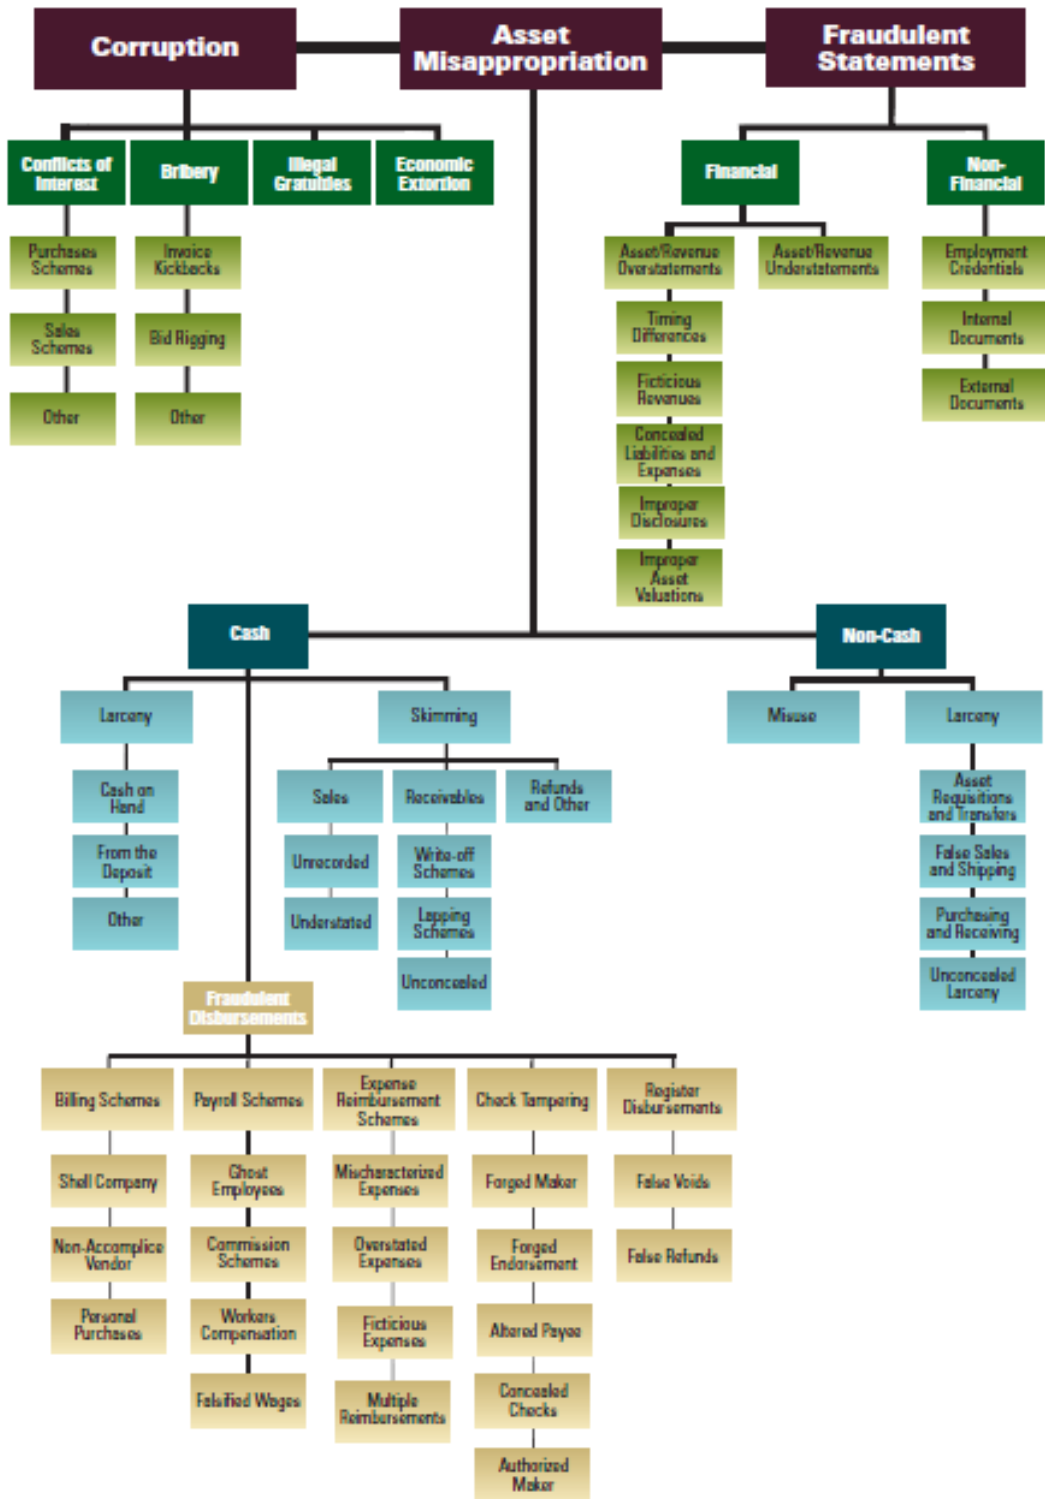 Corruption
Asset
Misappropriation
Fraudulent
Statements
Conflicts of
Interest
Bribery
Illegal
Gratuities
Economic
Extortion
Financial
Non-
Financial
Purchases
Schemes
Invoice
Kickbacks
Asset/Revenue
Overstatements
Asset/Revenue
Understatements
Employment
Credentials
Sales
Schemes
Bid Rigging
Timing
Differences
Internal
Documents
Other
Other
Ficticious
Revenues
External
Documents
Concealed
Liabilities and
Expenses
Improper
Disclosures
Improper
Asset
Valuations
Cash
Non-Cash
Larceny
Skimming
Misuse
Larceny
Cash on
Hand
Sales
Receivables
Refunds
and Other
Asset
Requisitions
and Transfers
From the
Deposit
Unrecorded
Write-off
Schemes
False Sales
and Shipping
Other
Understated
Lapping
Schemes
Purchasing
and Receiving
Unconcealed
Unconcealed
Larceny
Fraudulent
Disbursements
Billing Schemes
Payroll Schemes
Expense
Reimbursement
Schemes
Check Tampering
Register
Disbursements
Shell Company
Ghost
Employees
Mischaracterized
Expenses
Forged Maker
False Voids
Non-Accomplice
Vendor
Commission
Schemes
Overstated
Expenses
Forged
Endorsement
False Refunds
Personal
Purchases
Workers
Compensation
Ficticious
Expenses
Altered Payee
Falsified Wages
Multiple
Reimbursements
Concealed
Checks
Authorized
Maker